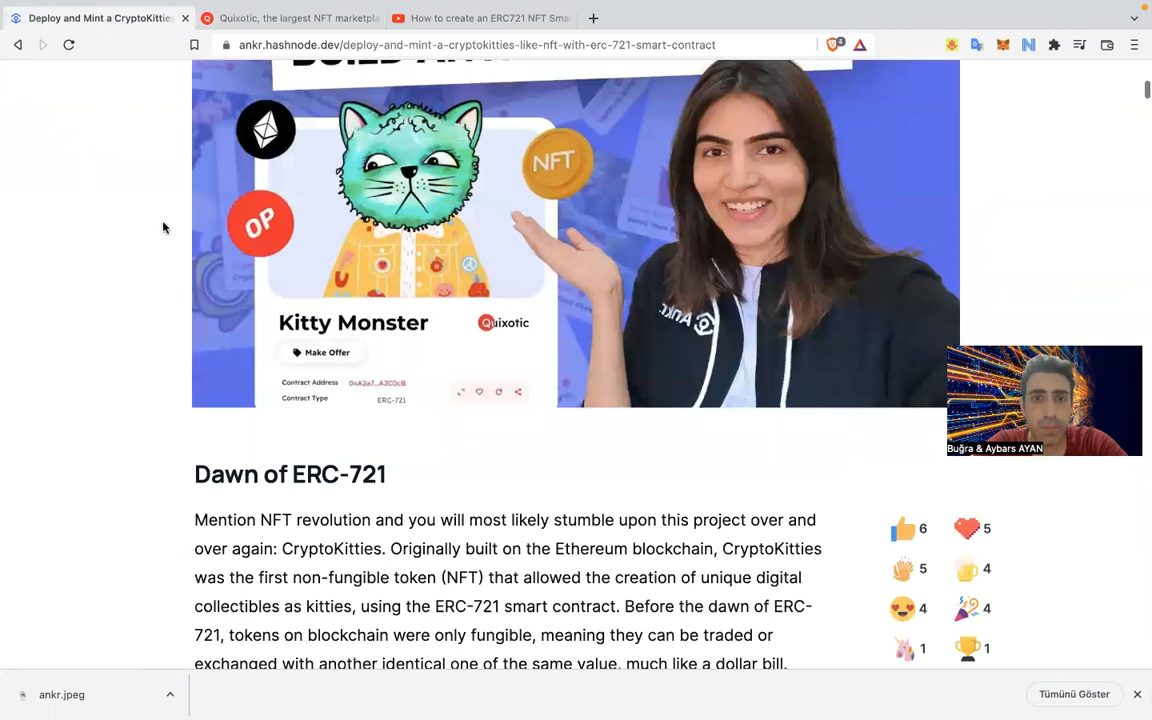 Deploy and Mint a CryptoKitties
Quixotic, the largest NFT marketpla
How to create an ERC721 NFT Sma
ankr.hashnode.dev/deploy-and-mint-a-cryptokitties-like-nft-with-erc-721-smart-contract
OP
NFT
Kitty Monster
Quixotic
Make Offer
Contract Address 0xA2a7...A2C0cB
Contract Type ERC-721
Ankr
Buğra & Aybars AYAN
Dawn of ERC-721
Mention NFT revolution and you will most likely stumble upon this project over and
over again: CryptoKitties. Originally built on the Ethereum blockchain, CryptoKitties
was the first non-fungible token (NFT) that allowed the creation of unique digital
collectibles as kitties, using the ERC-721 smart contract. Before the dawn of ERC-
721, tokens on blockchain were only fungible, meaning they can be traded or
exchanged with another identical one of the same value, much like a dollar bill.
6 5
5 4
4 4
1 1
ankr.jpeg
Tümünü Göster